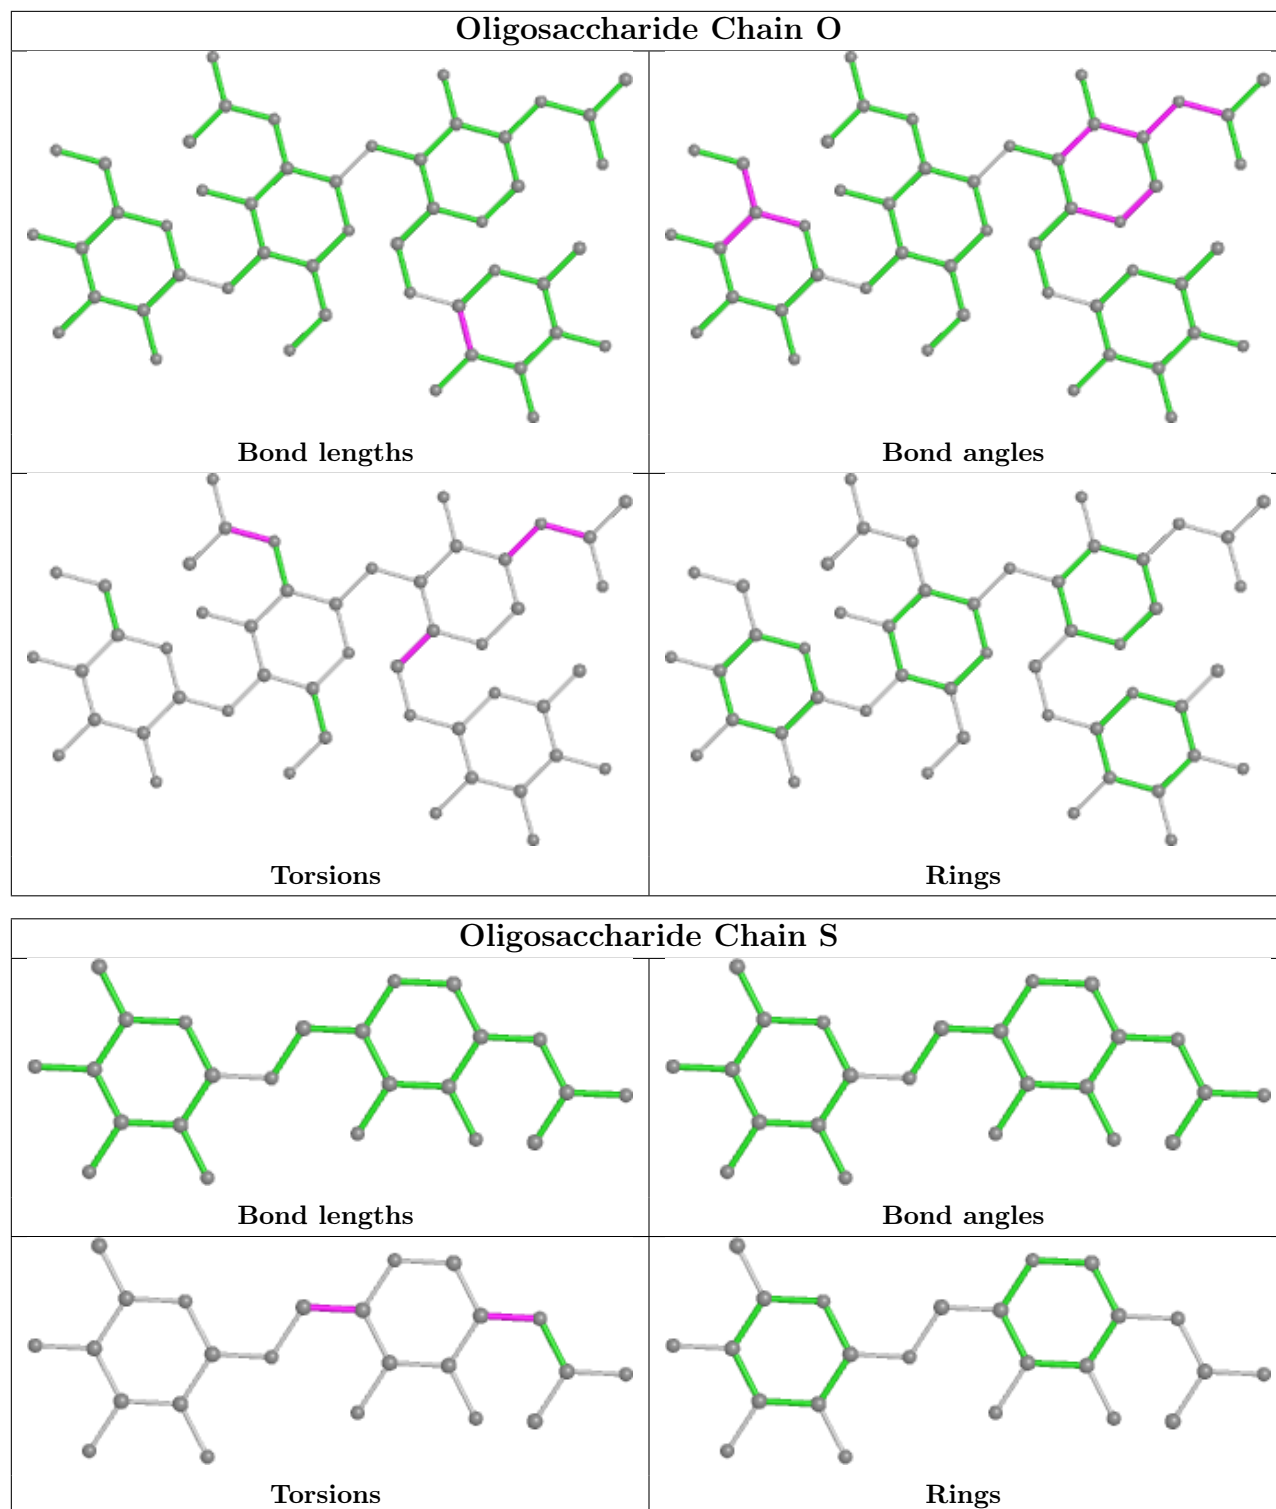 Oligosaccharide Chain O
Bond lengths
Bond angles
Torsions
Rings
Oligosaccharide Chain S
Bond lengths
Bond angles
Torsions
Rings